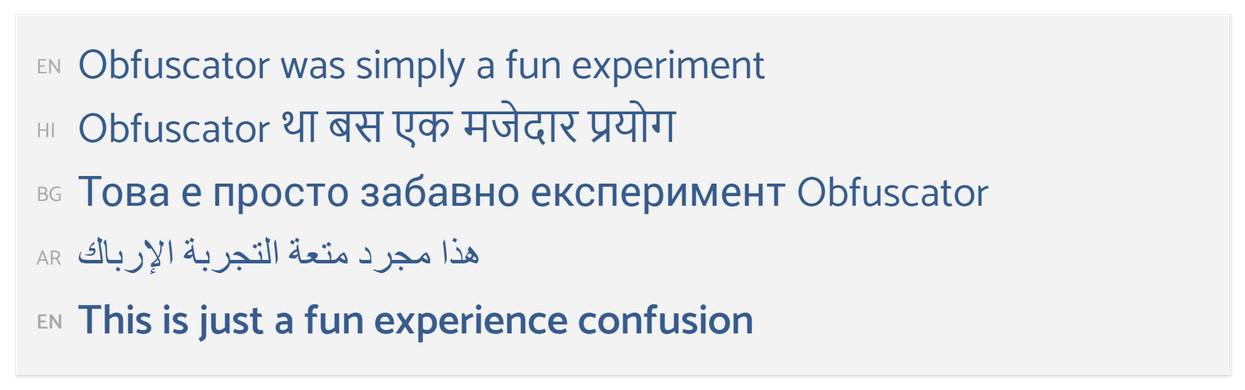 EN Obfuscator was simply a fun experiment
HI Obfuscator था बस एक मजेदार प्रयोग
BG Това е просто забавно експеримент Obfuscator
AR هذا مجرد متعة التجربة الإرباك
EN This is just a fun experience confusion